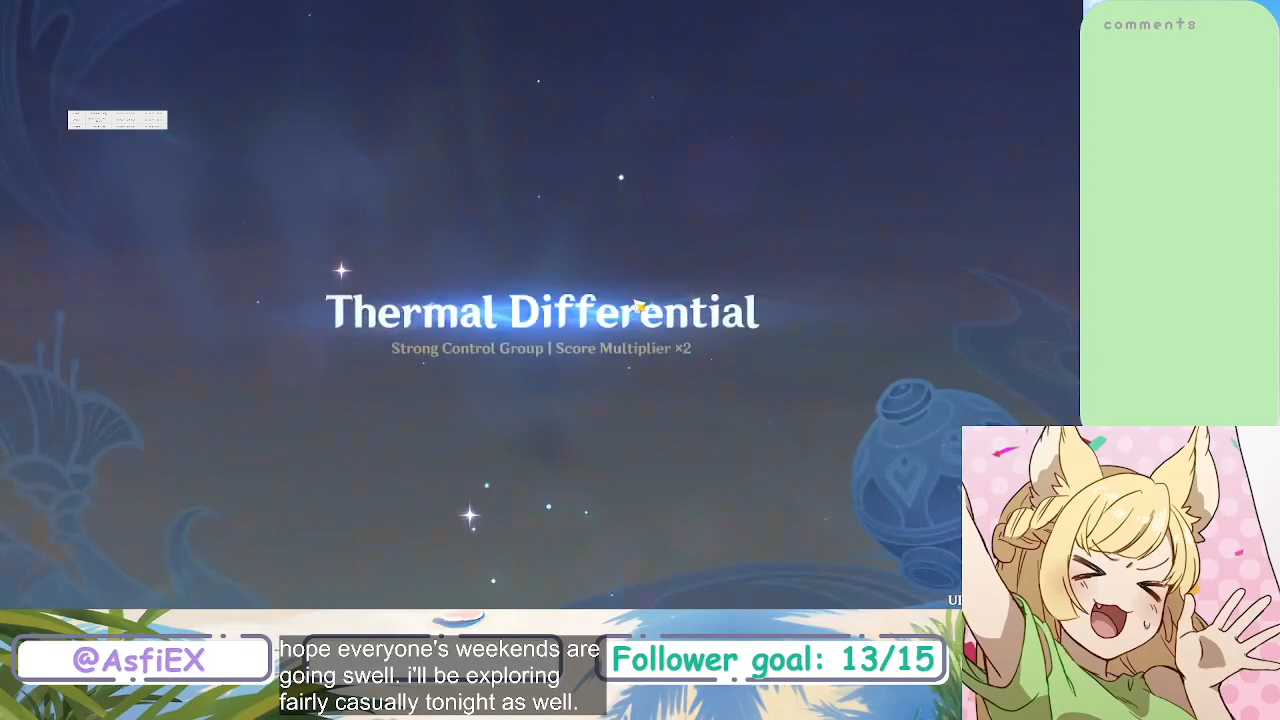 comments
Thermal Differential
Strong Control Group | Score Multiplier ×2
UI
@AsfiEX
hope everyone's weekends are
going swell. i'll be exploring
fairly casually tonight as well.
Follower goal: 13/15